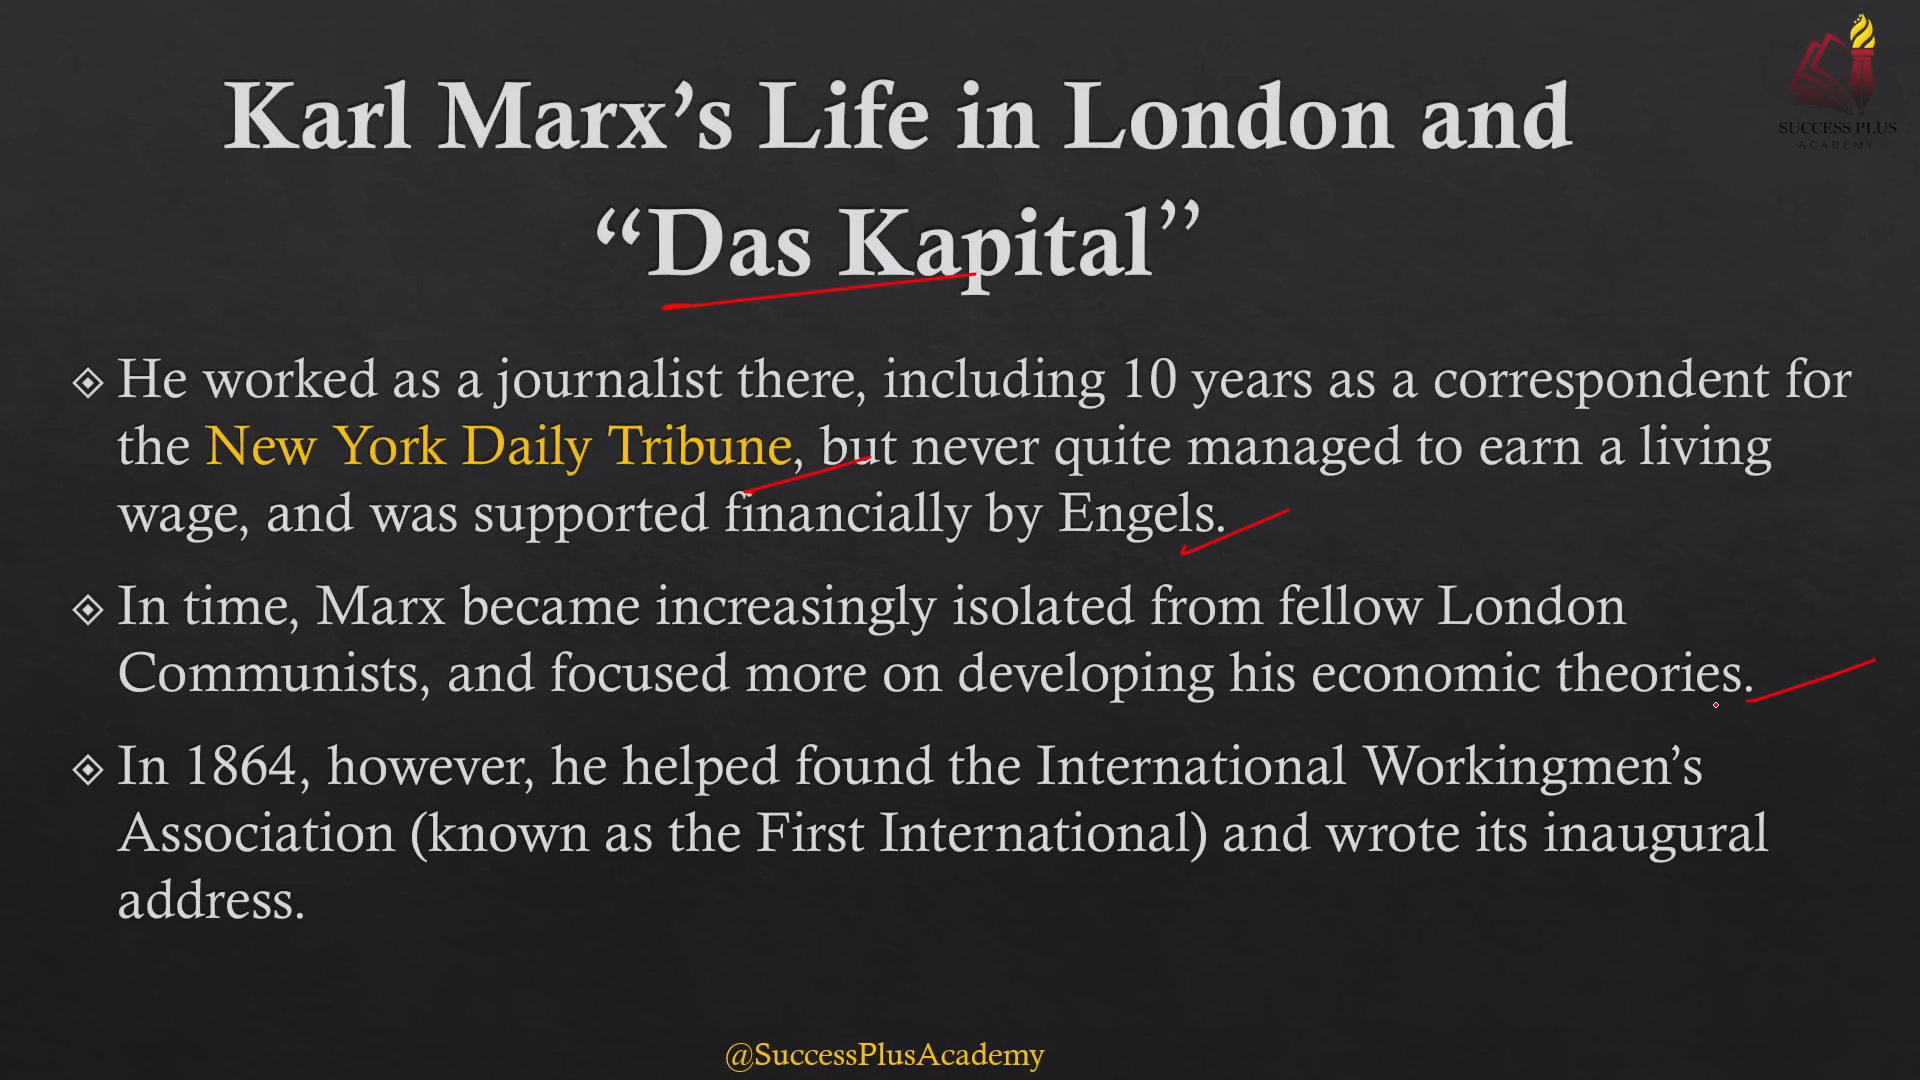 SUCCESS PLUS
ACADEMY
Karl Marx’s Life in London and
“Das Kapital”
He worked as a journalist there, including 10 years as a correspondent for
the New York Daily Tribune, but never quite managed to earn a living
wage, and was supported financially by Engels.
In time, Marx became increasingly isolated from fellow London
Communists, and focused more on developing his economic theories.
In 1864, however, he helped found the International Workingmen’s
Association (known as the First International) and wrote its inaugural
address.
@SuccessPlusAcademy